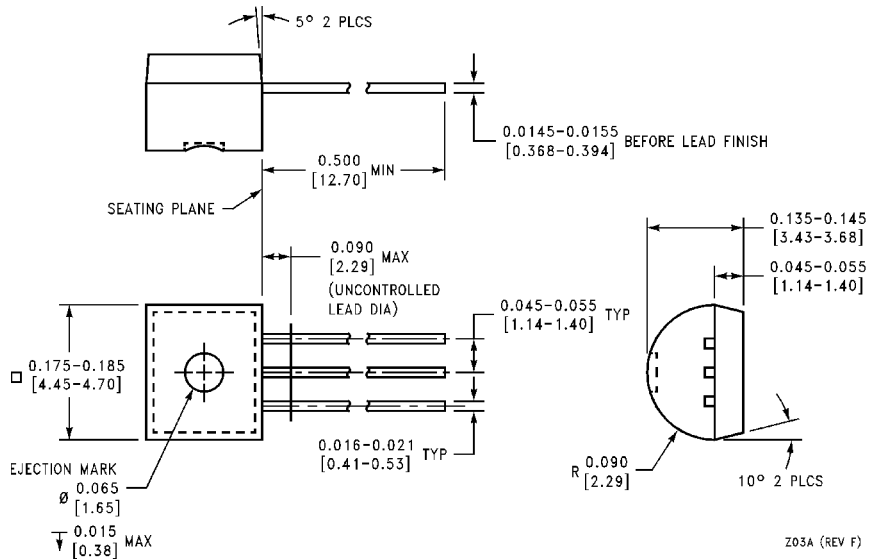 5° 2 PLCS
0.0145-0.0155
[0.368-0.394]
BEFORE LEAD FINISH
0.500
[12.70]
MIN
SEATING PLANE
0.090
[2.29]
MAX
(UNCONTROLLED
LEAD DIA)
0.135-0.145
[3.43-3.68]
0.045-0.055
[1.14-1.40]
0.045-0.055
[1.14-1.40]
TYP
0.175-0.185
[4.45-4.70]
0.016-0.021
[0.41-0.53]
TYP
EJECTION MARK
Ø 0.065
[1.65]
0.015
[0.38]
MAX
R 0.090
[2.29]
10° 2 PLCS
Z03A (REV F)